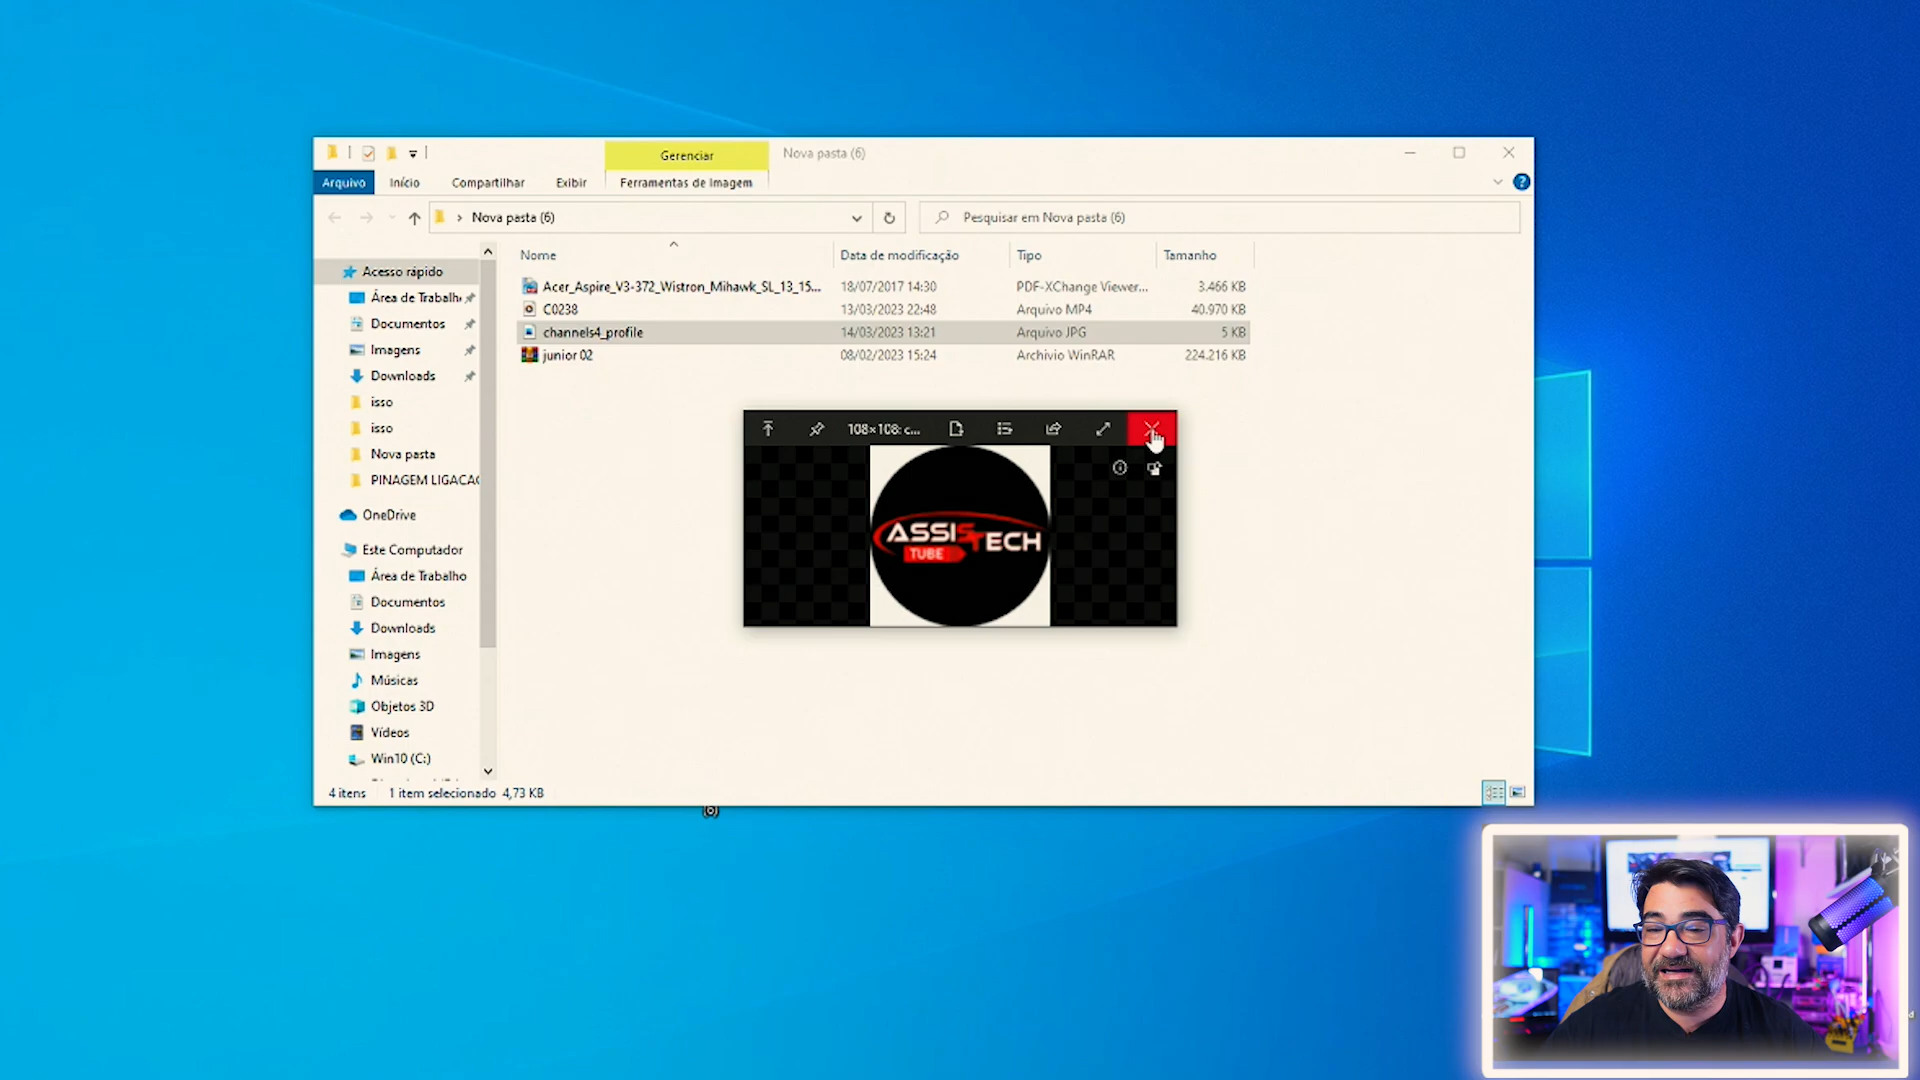 Gerenciar
Nova pasta (6)
Arquivo
Início
Compartilhar
Exibir
Ferramentas de Imagem
Nova pasta (6)
Pesquisar em Nova pasta (6)
Nome
Data de modificação
Tipo
Tamanho
Acer_Aspire_V3-372_Wistron_Mihawk_SL_13_15... 18/07/2017 14:30 PDF-XChange Viewer... 3.466 KB
C0238 13/03/2023 22:48 Arquivo MP4 40.970 KB
channels4_profile 14/03/2023 13:21 Arquivo JPG 5 KB
junior 02 08/02/2023 15:24 Archivio WinRAR 224.216 KB
Acesso rápido
Área de Trabalh
Documentos
Imagens
Downloads
isso
isso
Nova pasta
PINAGEM LIGACAC
OneDrive
Este Computador
Área de Trabalho
Documentos
Downloads
Imagens
Músicas
Objetos 3D
Vídeos
Win10 (C:)
108×108: c...
ASSISTECH
TUBE
4 itens
1 item selecionado 4,73 KB